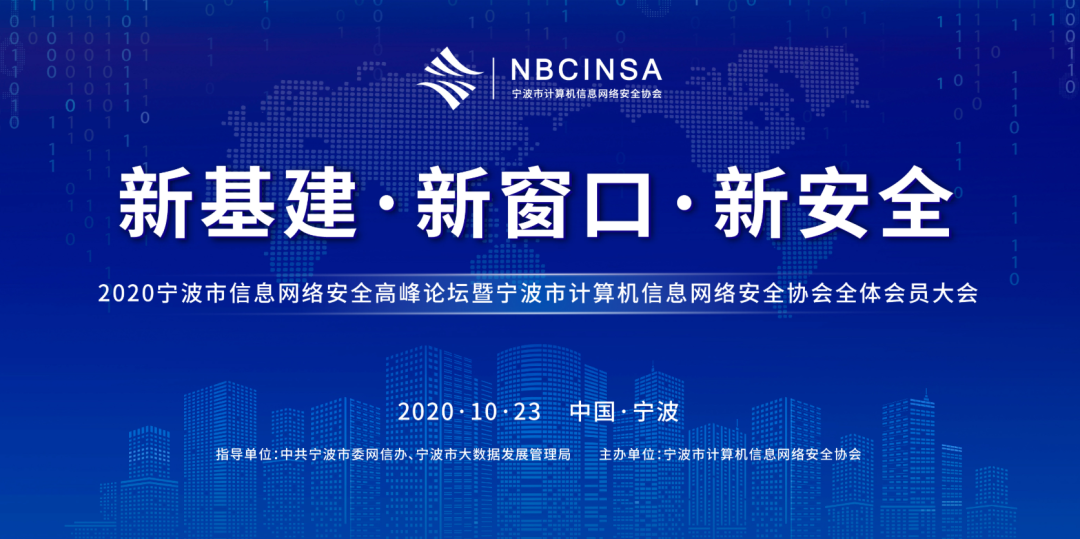 NBCINSA
宁波市计算机信息网络安全协会
新基建·新窗口·新安全
2020宁波市信息网络安全高峰论坛暨宁波市计算机信息网络安全协会全体会员大会
2020·10·23 中国·宁波
指导单位:中共宁波市委网信办、宁波市大数据发展管理局 主办单位:宁波市计算机信息网络安全协会